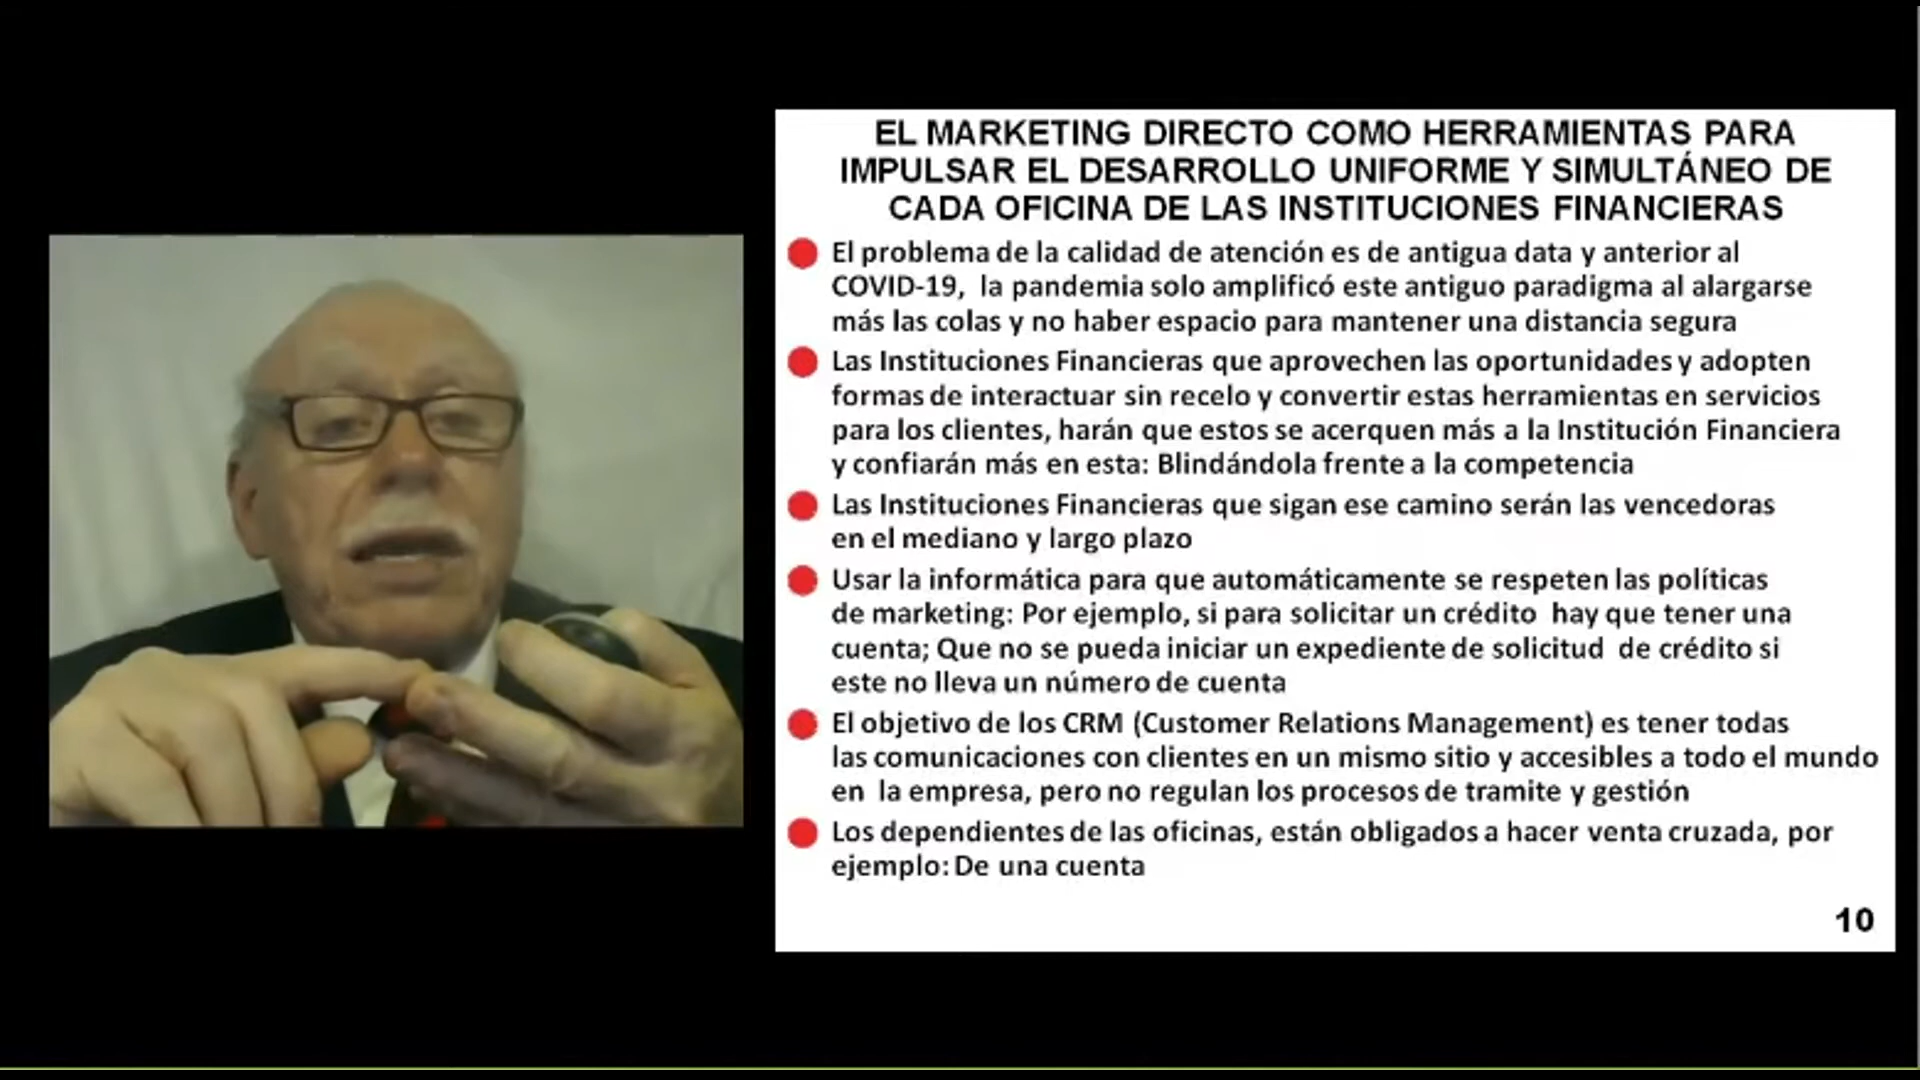 EL MARKETING DIRECTO COMO HERRAMIENTAS PARA
IMPULSAR EL DESARROLLO UNIFORME Y SIMULTÁNEO DE
CADA OFICINA DE LAS INSTITUCIONES FINANCIERAS
El problema de la calidad de atención es de antigua data y anterior al
COVID-19, la pandemia solo amplificó este antiguo paradigma al alargarse
más las colas y no haber espacio para mantener una distancia segura
Las Instituciones Financieras que aprovechen las oportunidades y adopten
formas de interactuar sin recelo y convertir estas herramientas en servicios
para los clientes, harán que estos se acerquen más a la Institución Financiera
y confiarán más en esta: Blindándola frente a la competencia
Las Instituciones Financieras que sigan ese camino serán las vencedoras
en el mediano y largo plazo
Usar la informática para que automáticamente se respeten las políticas
de marketing: Por ejemplo, si para solicitar un crédito hay que tener una
cuenta; Que no se pueda iniciar un expediente de solicitud de crédito si
este no lleva un número de cuenta
El objetivo de los CRM (Customer Relations Management) es tener todas
las comunicaciones con clientes en un mismo sitio y accesibles a todo el mundo
en la empresa, pero no regulan los procesos de tramite y gestión
Los dependientes de las oficinas, están obligados a hacer venta cruzada, por
ejemplo: De una cuenta
10